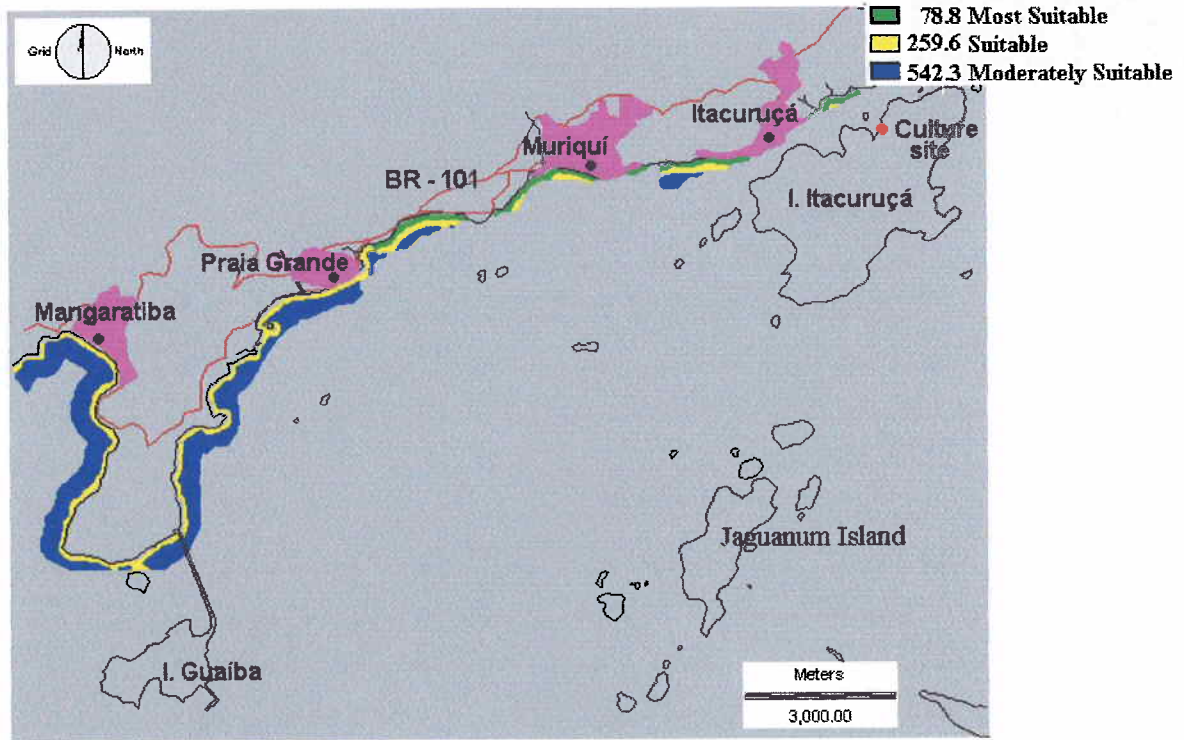 78.8 Most Suitable
259.6 Suitable
542.3 Moderately Suitable
Grid North
Itacuruçá
Culture
site
Muriquí
BR - 101
I. Itacuruçá
Praia Grande
Mangaratiba
Jaguanum Island
I. Guaíba
Meters
3,000.00